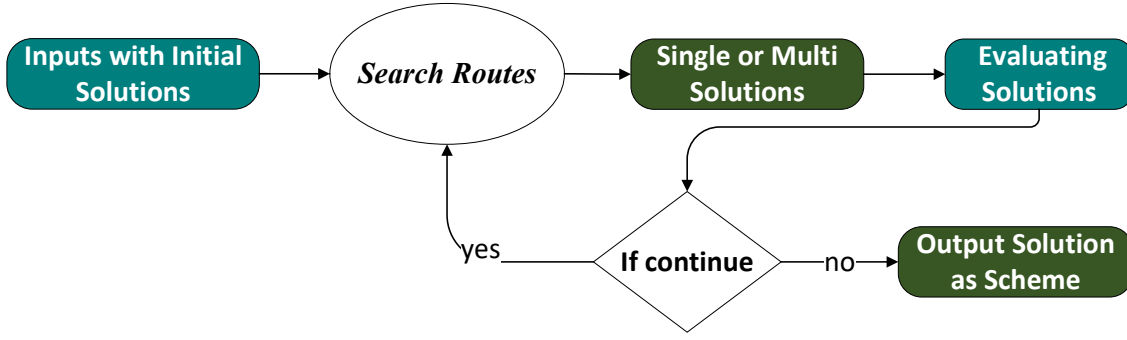 Inputs with Initial
Solutions
Search Routes
Single or Multi
Solutions
Evaluating
Solutions
yes
If continue
no
Output Solution
as Scheme